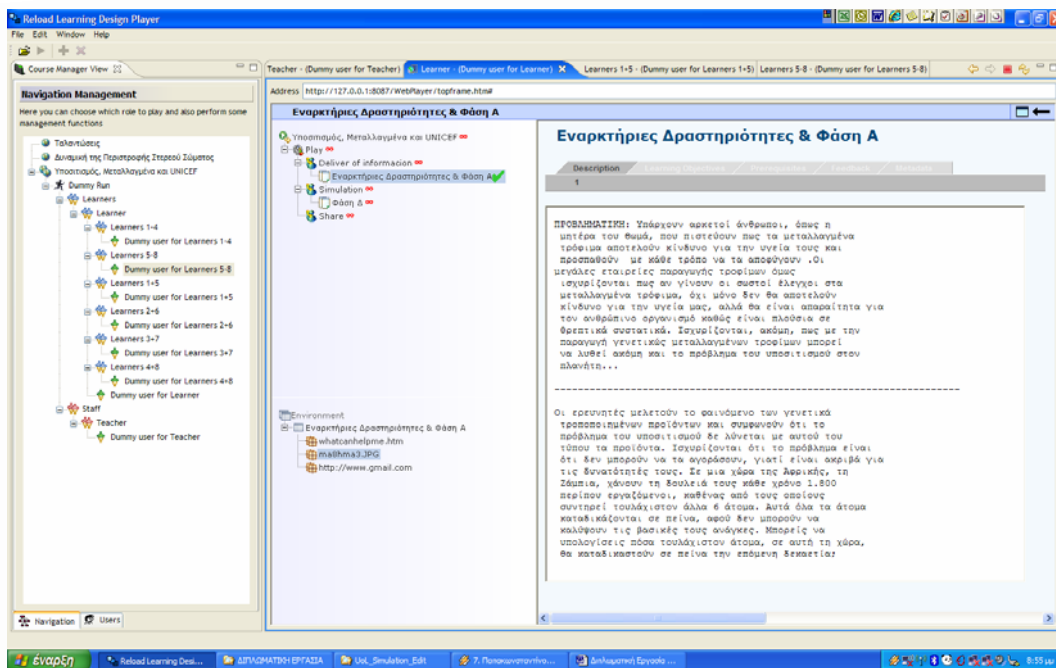 Reload Learning Design Player
File Edit Window Help
Course Manager View
Navigation Management
Here you can choose which role to play and also perform some
management functions
Ταλαντώσεις
Δυναμική της Περιστροφής Στερεού Σώματος
Υποσιτισμός, Μεταλλαγμένα και UNICEF
Dummy Run
Learners
Learner
Learners 1-4
Dummy user for Learners 1-4
Learners 5-8
Dummy user for Learners 5-8
Learners 1+5
Dummy user for Learners 1+5
Learners 2+6
Dummy user for Learners 2+6
Learners 3+7
Dummy user for Learners 3+7
Learners 4+8
Dummy user for Learners 4+8
Dummy user for Learner
Staff
Teacher
Dummy user for Teacher
Navigation Users
Teacher - (Dummy user for Teacher) Learner - (Dummy user for Learner) Learners 1+5 - (Dummy user for Learners 1+5) Learners 5-8 - (Dummy user for Learners 5-8)
Address http://127.0.0.1:8087/WebPlayer/topframe.htm#
Εναρκτήριες Δραστηριότητες & Φάση Α
Υποσιτισμός, Μεταλλαγμένα και UNICEF
Play
Deliver of informacion
Εναρκτήριες Δραστηριότητες & Φάση Α
Simulation
Φάση Δ
Share
Environment
Εναρκτήριες Δραστηριότητες & Φάση Α
whatcanhelpme.htm
ma8hma3.JPG
http://www.gmail.com
Εναρκτήριες Δραστηριότητες & Φάση Α
Description Learning Objectives Prerequisites Feedback Metadata
1
ΠΡΟΒΛΗΜΑΤΙΚΗ: Υπάρχουν αρκετοί άνθρωποι, όπως η
μητέρα του Θωμά, που πιστεύουν πως τα μεταλλαγμένα
τρόφιμα αποτελούν κίνδυνο για την υγεία τους και
προσπαθούν με κάθε τρόπο να τα αποφύγουν .Οι
μεγάλες εταιρείες παραγωγής τροφίμων όμως
ισχυρίζονται πως αν γίνουν οι σωστοί έλεγχοι στα
μεταλλαγμένα τρόφιμα, όχι μόνο δεν θα αποτελούν
κίνδυνο για την υγεία μας, αλλά θα είναι απαραίτητα για
τον ανθρώπινο οργανισμό καθώς είναι πλούσια σε
θρεπτικά συστατικά. Ισχυρίζονται, ακόμη, πως με την
παραγωγή γενετικώς μεταλλαγμένων τροφίμων μπορεί
να λυθεί ακόμη και το πρόβλημα του υποσιτισμού στον
πλανήτη...
Οι ερευνητές μελετούν το φαινόμενο των γενετικά
τροποποιημένων προϊόντων και συμφωνούν ότι το
πρόβλημα του υποσιτισμού δε λύνεται με αυτού του
τύπου τα προϊόντα. Ισχυρίζονται ότι το πρόβλημα είναι
ότι δεν μπορούν να τα αγοράσουν, γιατί είναι ακριβά για
τις δυνατότητές τους. Σε μια χώρα της Αφρικής, τη
Ζάμπια, χάνουν τη δουλειά τους κάθε χρόνο 1.800
περίπου εργαζόμενοι, καθένας από τους οποίους
συντηρεί τουλάχιστον άλλα 6 άτομα. Αυτά όλα τα άτομα
καταδικάζονται σε πείνα, αφού δεν μπορούν να
καλύψουν τις βασικές τους ανάγκες. Μπορείς να
υπολογίσεις πόσα τουλάχιστον άτομα, σε αυτή τη χώρα,
θα καταδικαστούν σε πείνα την επόμενη δεκαετία;
έναρξη Reload Learning Desi... ΔΙΠΛΩΜΑΤΙΚΗ ΕΡΓΑΣΙΑ UoL_Simulation_Edit 7. Παπακωνσταντίνο... Διπλωματική Εργασία ... 8:55 μμ